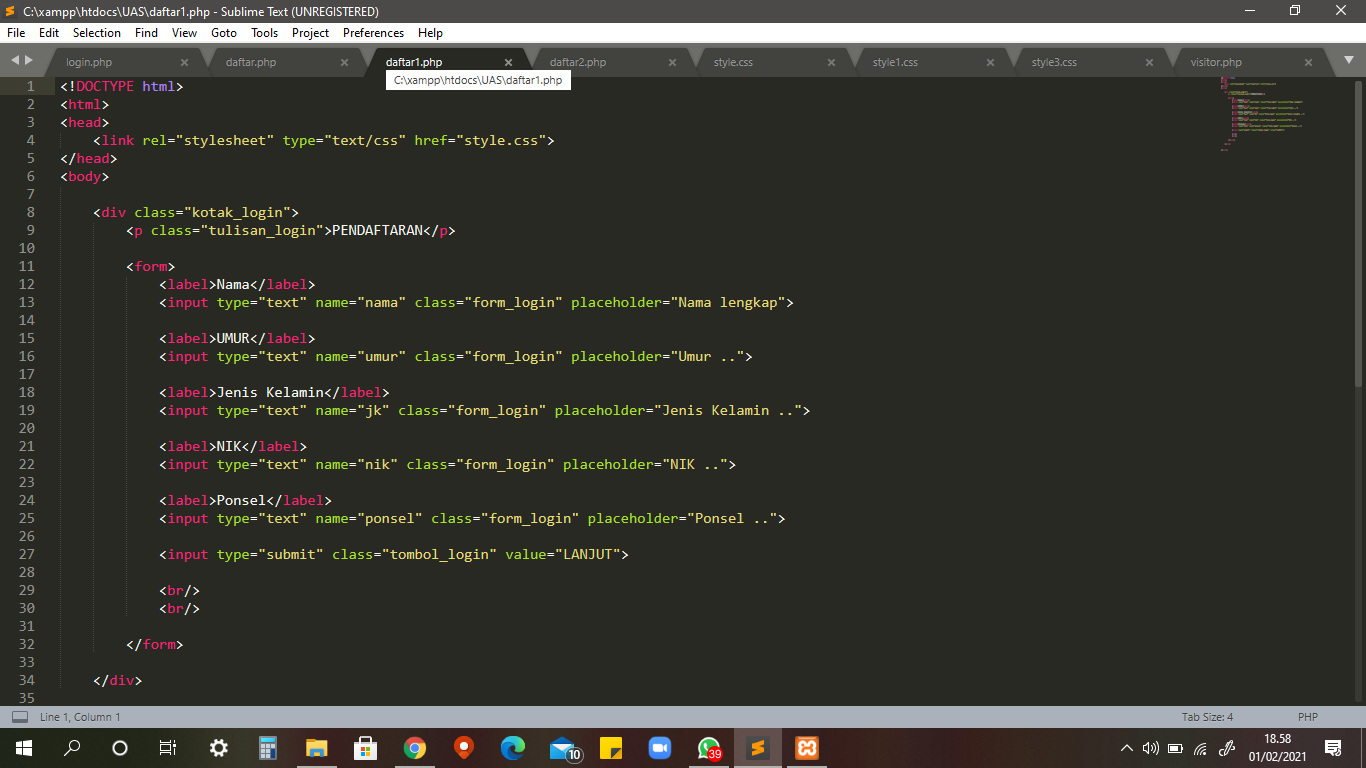 C:\xampp\htdocs\UAS\daftar1.php - Sublime Text (UNREGISTERED)
File Edit Selection Find View Goto Tools Project Preferences Help
login.php daftar.php daftar1.php daftar2.php style.css style1.css style3.css visitor.php
C:\xampp\htdocs\UAS\daftar1.php
1 <!DOCTYPE html>
2 <html>
3 <head>
4 <link rel="stylesheet" type="text/css" href="style.css">
5 </head>
6 <body>
7
8 <div class="kotak_login">
9 <p class="tulisan_login">PENDAFTARAN</p>
10
11 <form>
12 <label>Nama</label>
13 <input type="text" name="nama" class="form_login" placeholder="Nama lengkap">
14
15 <label>UMUR</label>
16 <input type="text" name="umur" class="form_login" placeholder="Umur ..">
17
18 <label>Jenis Kelamin</label>
19 <input type="text" name="jk" class="form_login" placeholder="Jenis Kelamin ..">
20
21 <label>NIK</label>
22 <input type="text" name="nik" class="form_login" placeholder="NIK ..">
23
24 <label>Ponsel</label>
25 <input type="text" name="ponsel" class="form_login" placeholder="Ponsel ..">
26
27 <input type="submit" class="tombol_login" value="LANJUT">
28
29 <br/>
30 <br/>
31
32 </form>
33
34 </div>
35
Line 1, Column 1 Tab Size: 4 PHP
10 39 18.58
01/02/2021